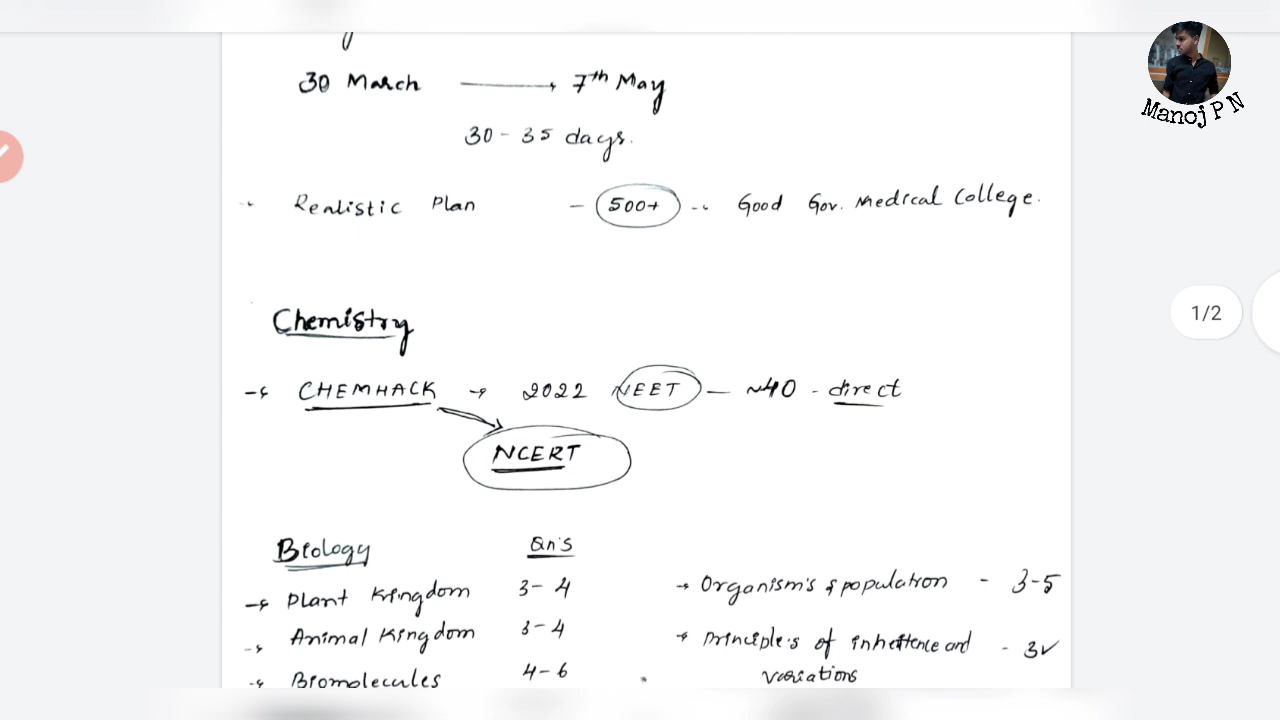 30 March → 7th May
30 - 35 days.
Realistic Plan - 500+ Good Gov. Medical College.
Chemistry
→ CHEMHACK → 2022 NEET — ~40 - direct
NCERT
Biology Qn's
→ Plant Kingdom 3-4
→ Animal Kingdom 3-4
→ Biomolecules 4-6
→ Organism's & population - 3-5
→ Principle's of inheritence and - 3✓
variations
Manoj P N
1/2